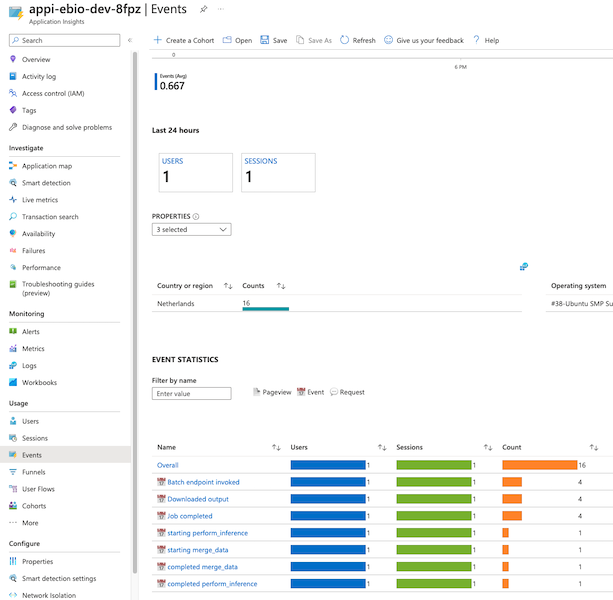 appi-ebio-dev-8fpz | Events
Application Insights
Search
Overview
Activity log
Access control (IAM)
Tags
Diagnose and solve problems
Investigate
Application map
Smart detection
Live metrics
Transaction search
Availability
Failures
Performance
Troubleshooting guides
(preview)
Monitoring
Alerts
Metrics
Logs
Workbooks
Usage
Users
Sessions
Events
Funnels
User Flows
Cohorts
More
Configure
Properties
Smart detection settings
Network Isolation
Create a Cohort Open Save Save As Refresh Give us your feedback Help
0
6 PM
Events (Avg)
0.667
Last 24 hours
USERS SESSIONS
1 1
PROPERTIES
3 selected
Country or region Counts Operating system
Netherlands 16 #38-Ubuntu SMP Su
EVENT STATISTICS
Filter by name
Enter value Pageview Event Request
Name Users Sessions Count
Overall 1 1 16
Batch endpoint invoked 1 1 4
Downloaded output 1 1 4
Job completed 1 1 4
starting perform_inference 1 1 1
starting merge_data 1 1 1
completed merge_data 1 1 1
completed perform_inference 1 1 1